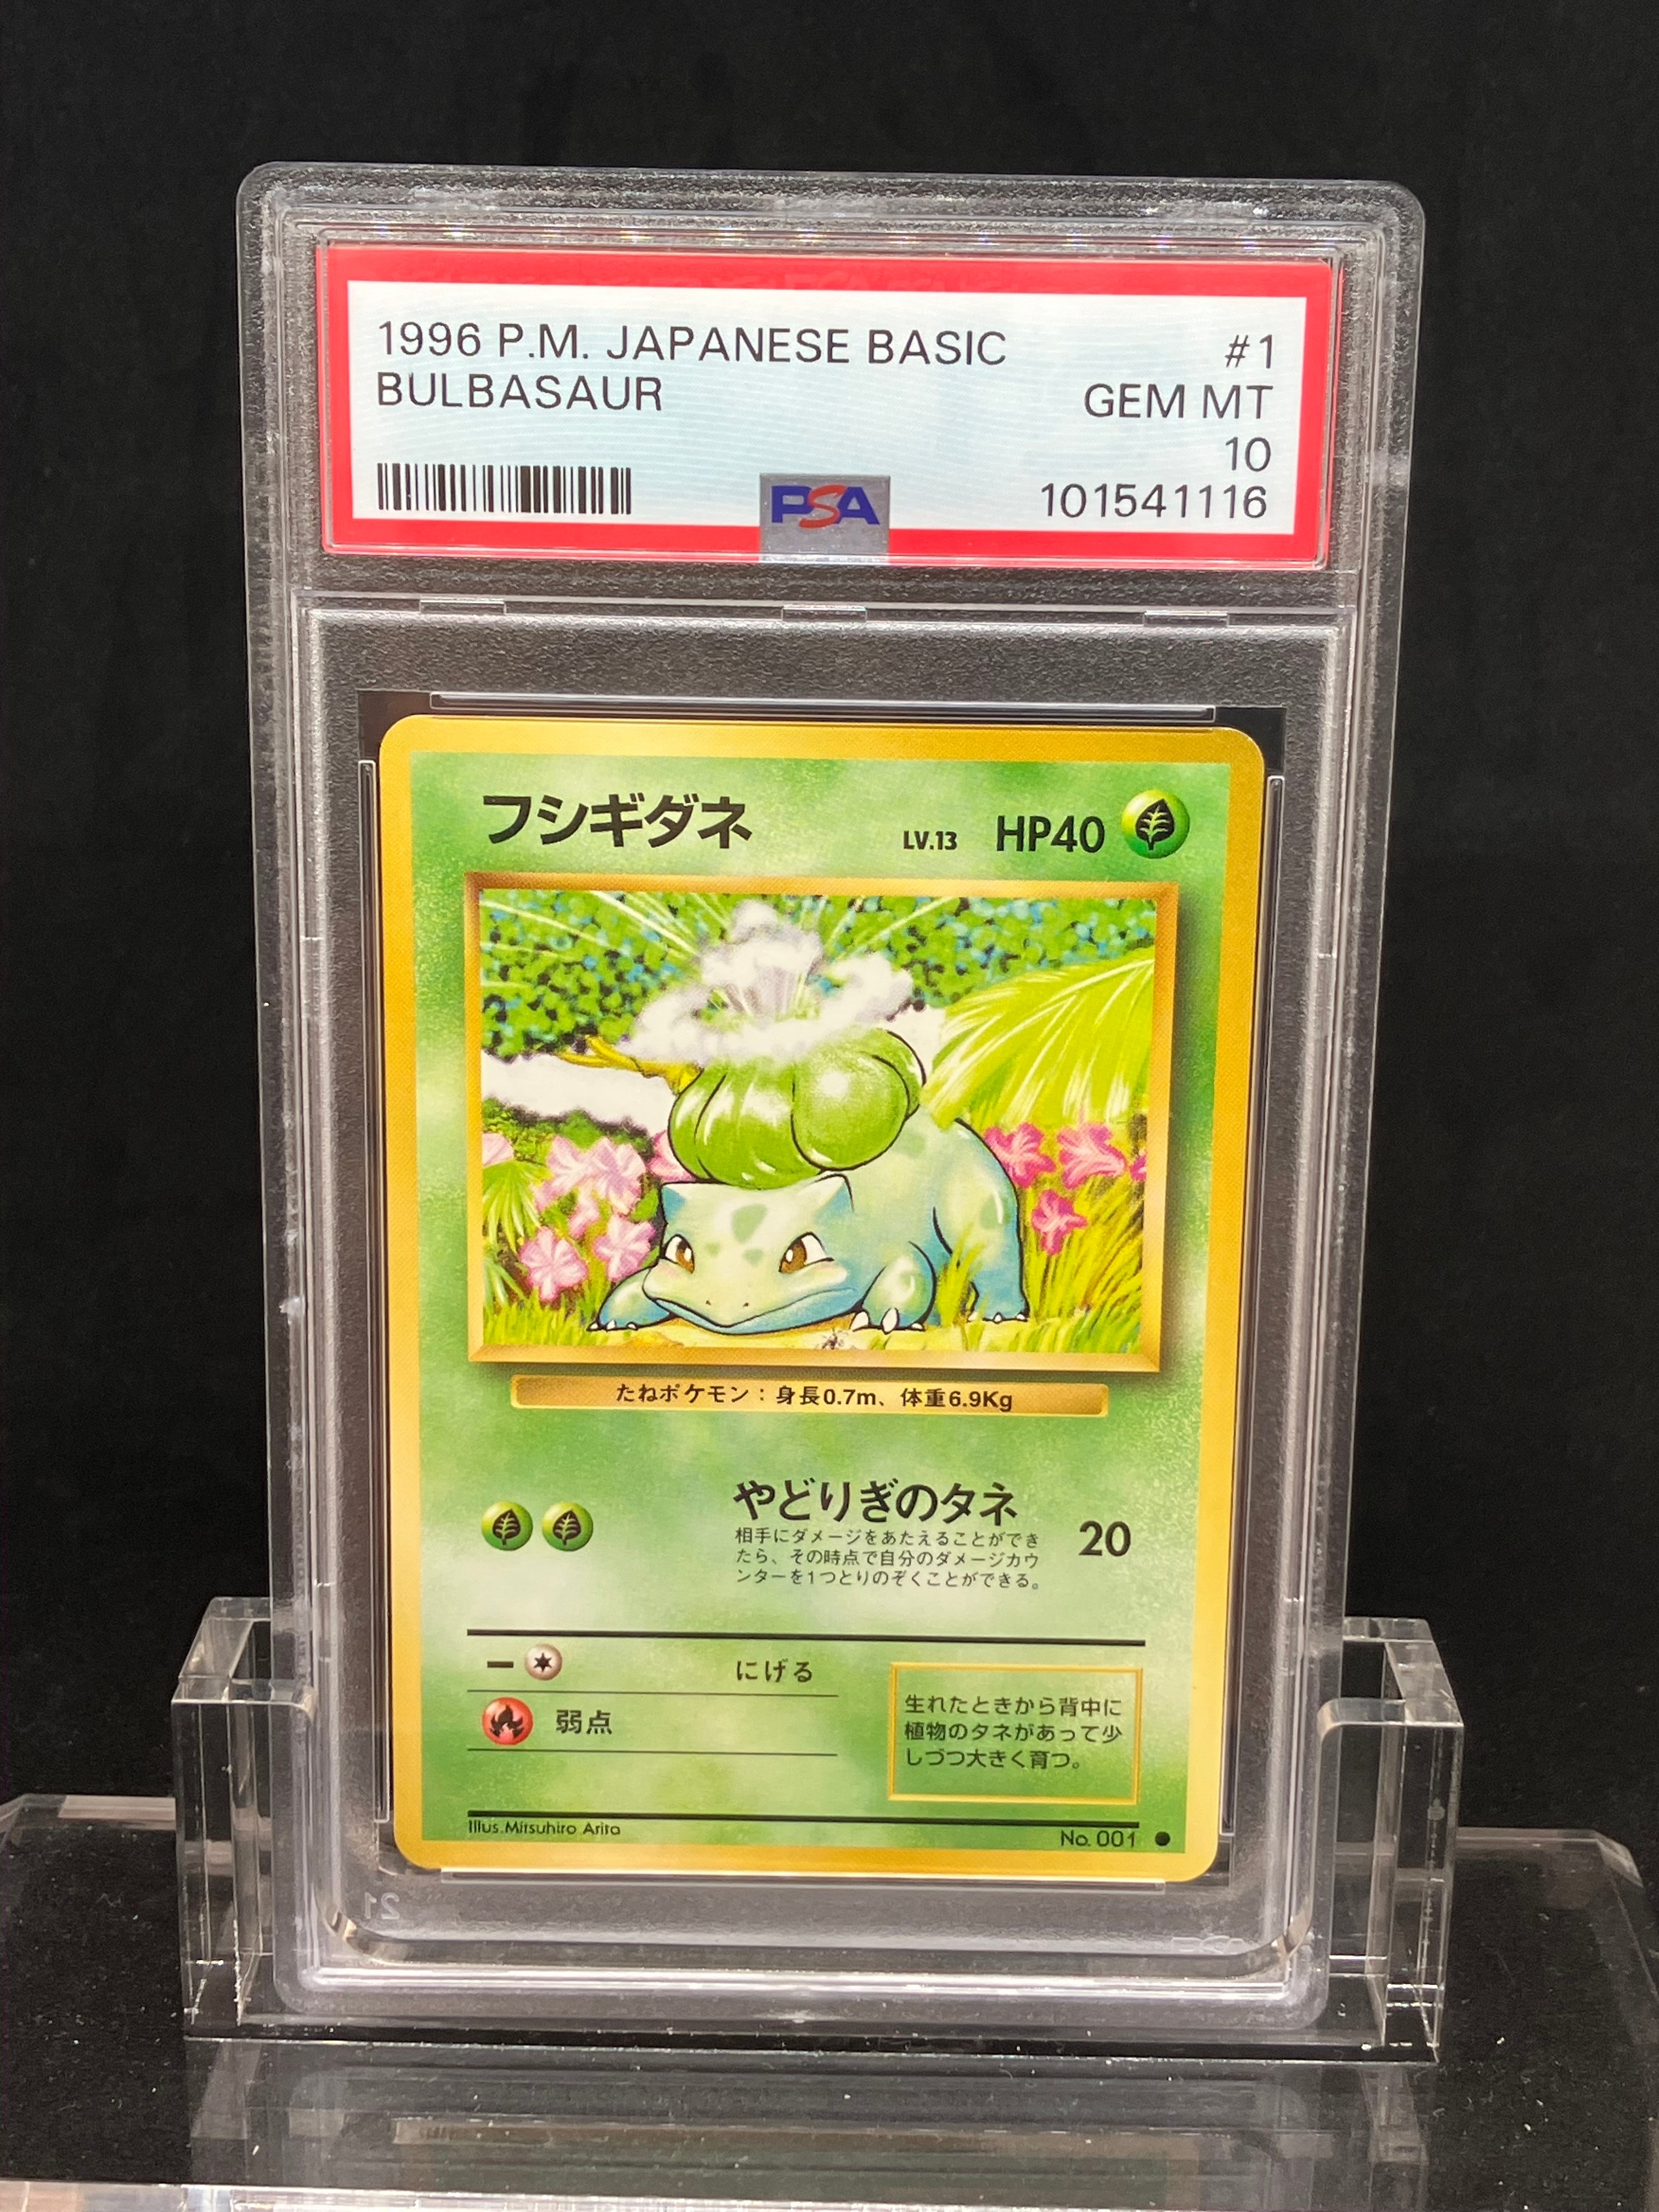 1996 P.M. JAPANESE BASIC #1
BULBASAUR GEM MT
10
PSA 101541116
フシギダネ LV.13 HP40
たねポケモン：身長0.7m、体重6.9Kg
やどりぎのタネ 20
相手にダメージをあたえることができ
たら、その時点で自分のダメージカウ
ンターを1つとりのぞくことができる。
ー にげる
弱点
生れたときから背中に
植物のタネがあって少
しづつ大きく育つ。
Illus.Mitsuhiro Arita No. 001 ●
21